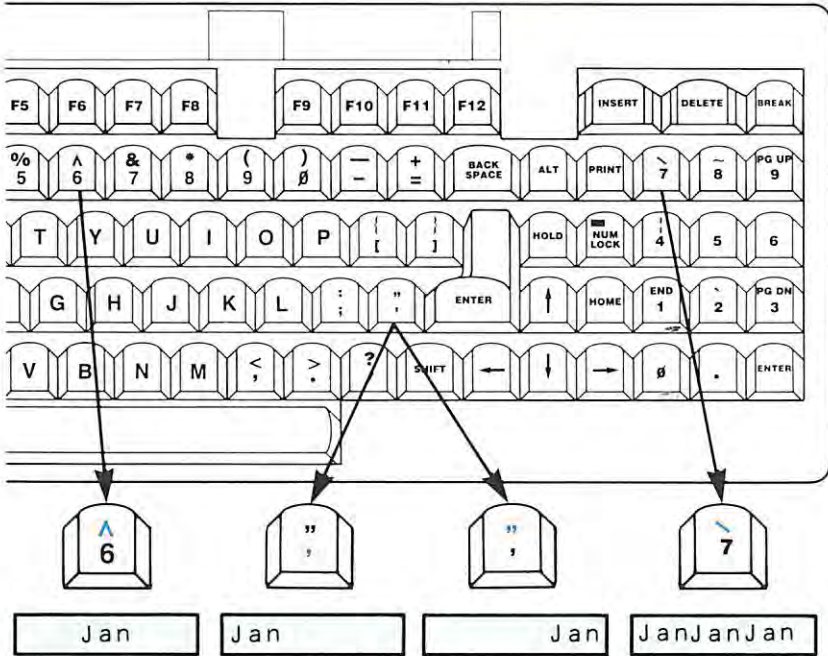 F5 F6 F7 F8 F9 F10 F11 F12 INSERT DELETE BREAK
% ^ & * ( ) — + BACK SPACE ALT PRINT \ ~ PG UP
5 6 7 8 9 Ø - = 7 8 9
T Y U I O P { } HOLD NUM LOCK ¦ 5 6
[ ] 4
G H J K L : " ENTER ↑ HOME END ` PG DN
; ' 1 2 3
V B N M < > ? SHIFT ← ↓ → Ø . ENTER
, .
^ " " \
6 ' ' 7
Jan Jan Jan JanJanJan